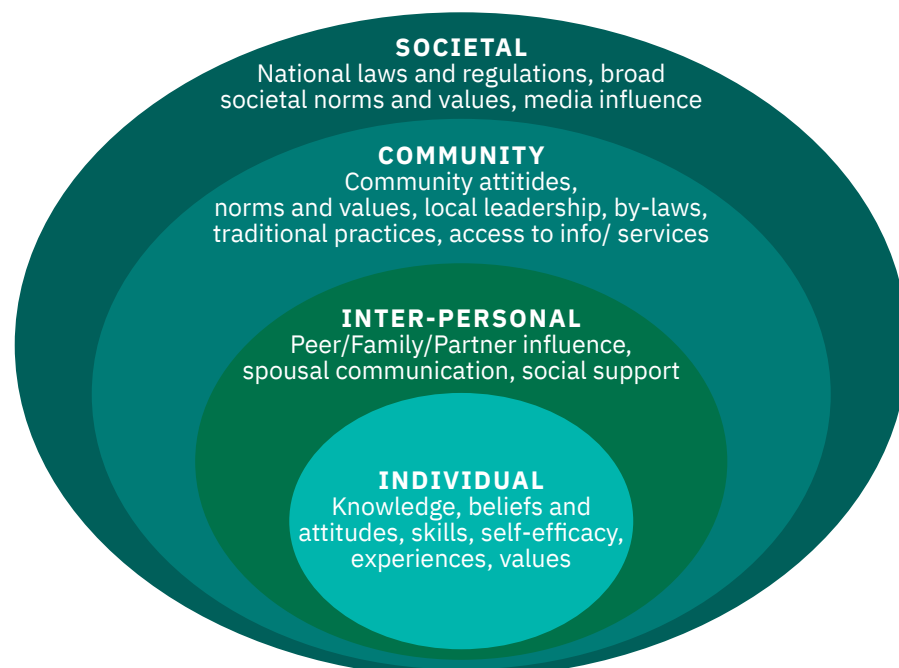 SOCIETAL
National laws and regulations, broad
societal norms and values, media influence
COMMUNITY
Community attitides,
norms and values, local leadership, by-laws,
traditional practices, access to info/ services
INTER-PERSONAL
Peer/Family/Partner influence,
spousal communication, social support
INDIVIDUAL
Knowledge, beliefs and
attitudes, skills, self-efficacy,
experiences, values